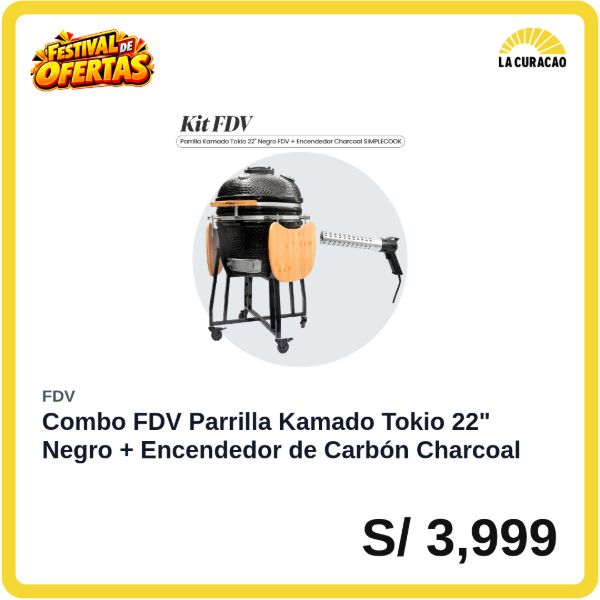 FESTIVAL DE
OFERTAS
LA CURACAO
Kit FDV
Parrilla Kamado Tokio 22" Negro FDV + Encendedor Charcoal SIMPLECOOK
FDV
Combo FDV Parrilla Kamado Tokio 22"
Negro + Encendedor de Carbón Charcoal
S/ 3,999